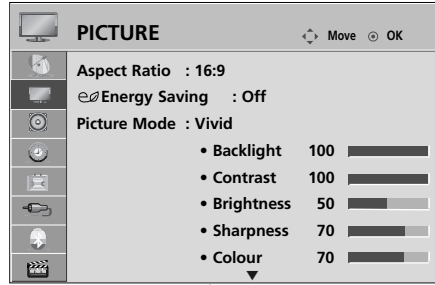 PICTURE Move OK
Aspect Ratio : 16:9
Energy Saving : Off
Picture Mode : Vivid
• Backlight 100
• Contrast 100
• Brightness 50
• Sharpness 70
• Colour 70